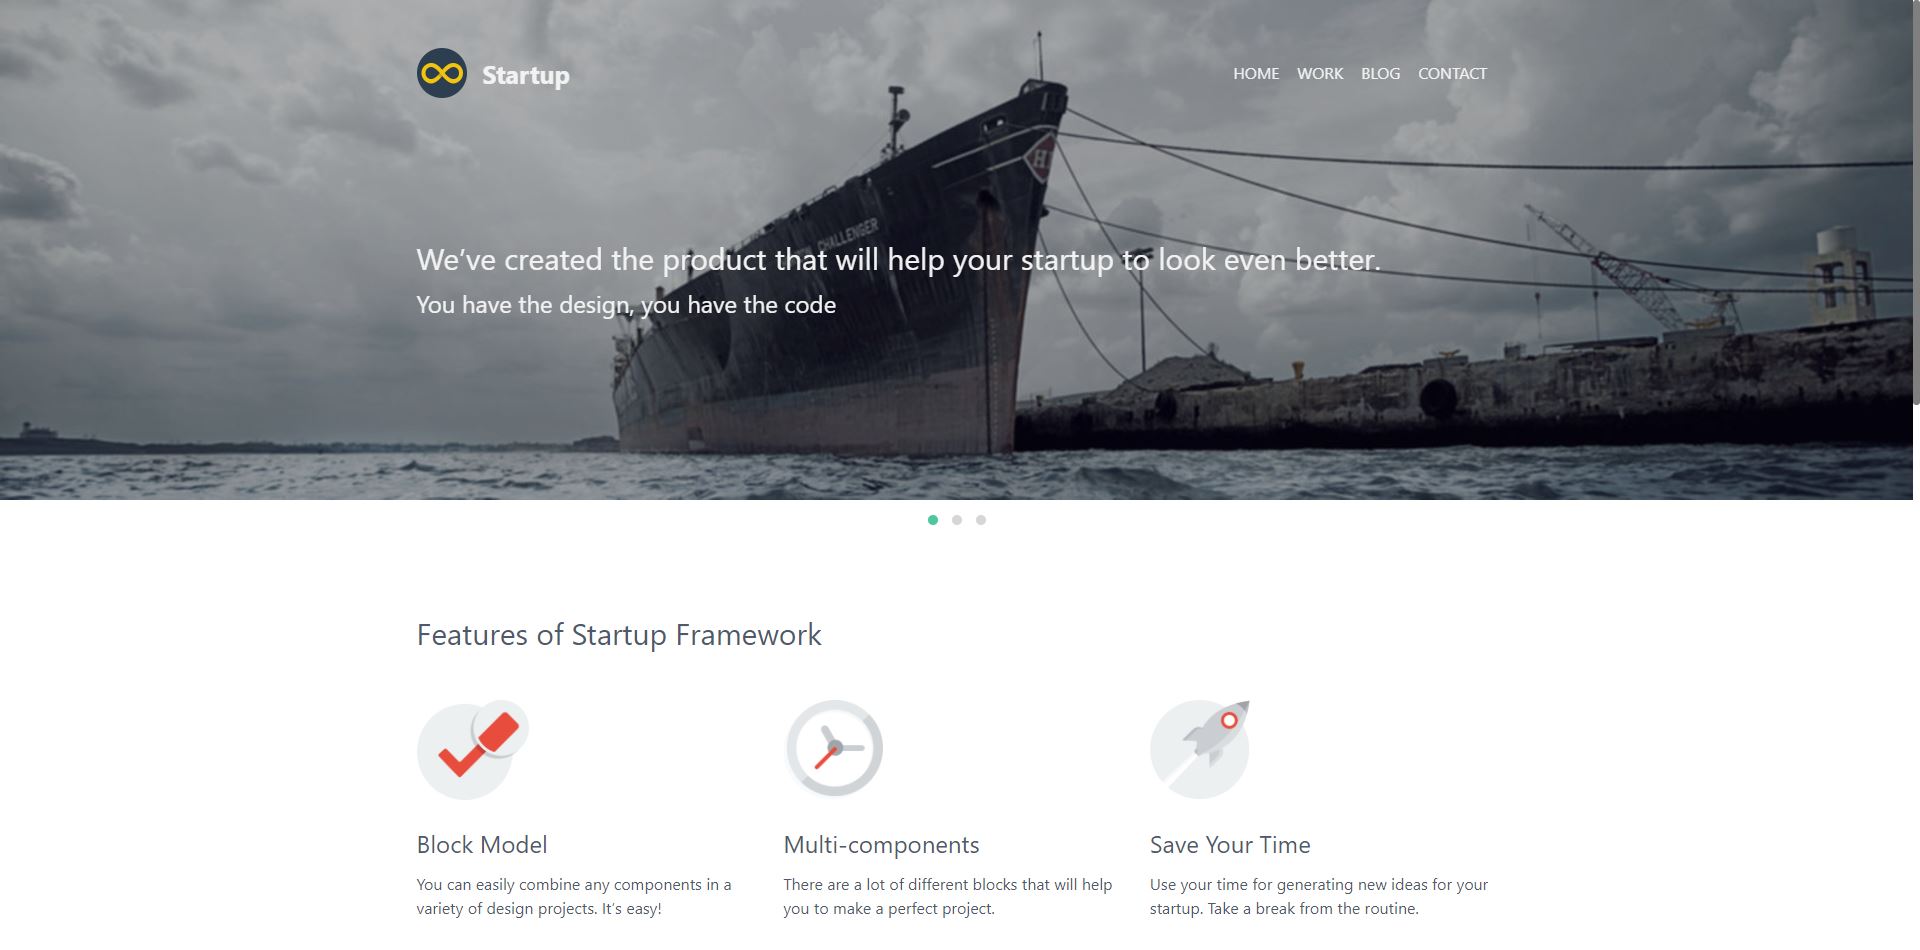 Startup
HOME WORK BLOG CONTACT
H
CHALLENGER
We’ve created the product that will help your startup to look even better.
You have the design, you have the code
Features of Startup Framework
Block Model
You can easily combine any components in a
variety of design projects. It’s easy!
Multi-components
There are a lot of different blocks that will help
you to make a perfect project.
Save Your Time
Use your time for generating new ideas for your
startup. Take a break from the routine.